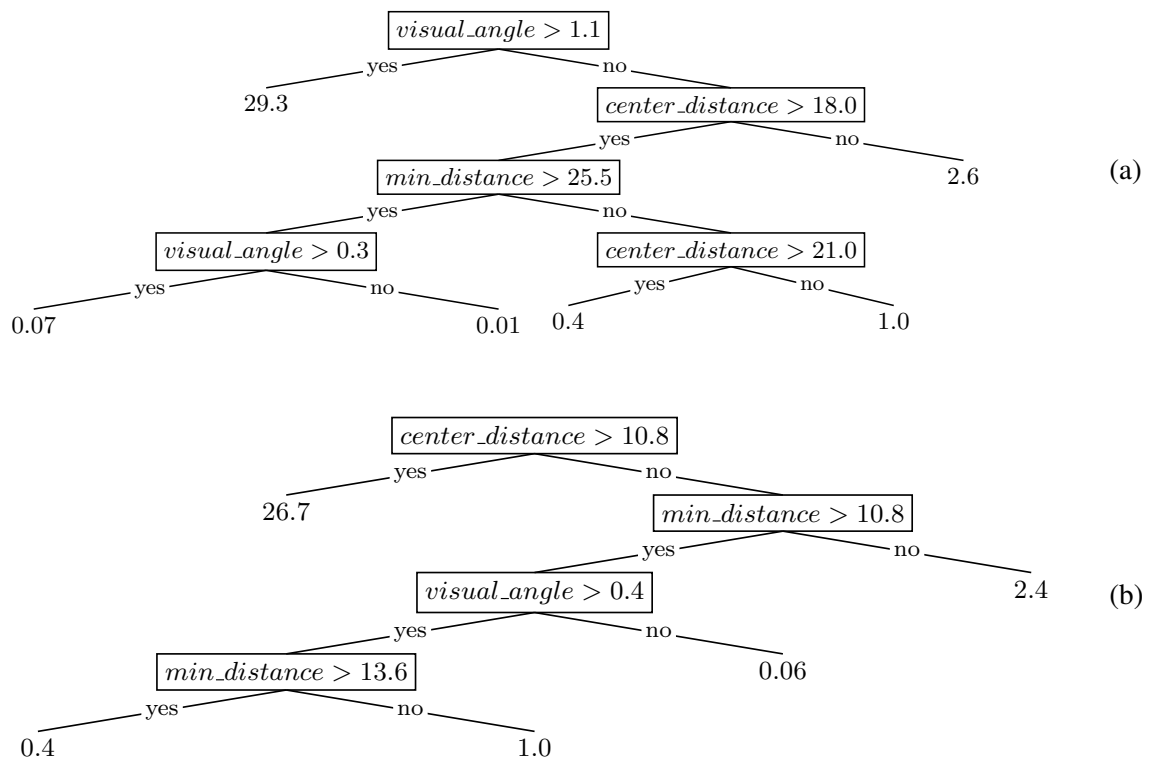 visual_angle > 1.1
yes no
29.3
center_distance > 18.0
yes no
min_distance > 25.5
2.6
(a)
yes no
visual_angle > 0.3
center_distance > 21.0
yes no yes no
0.07 0.01 0.4 1.0
center_distance > 10.8
yes no
26.7
min_distance > 10.8
yes no
visual_angle > 0.4
2.4
(b)
yes no
min_distance > 13.6
0.06
yes no
0.4 1.0